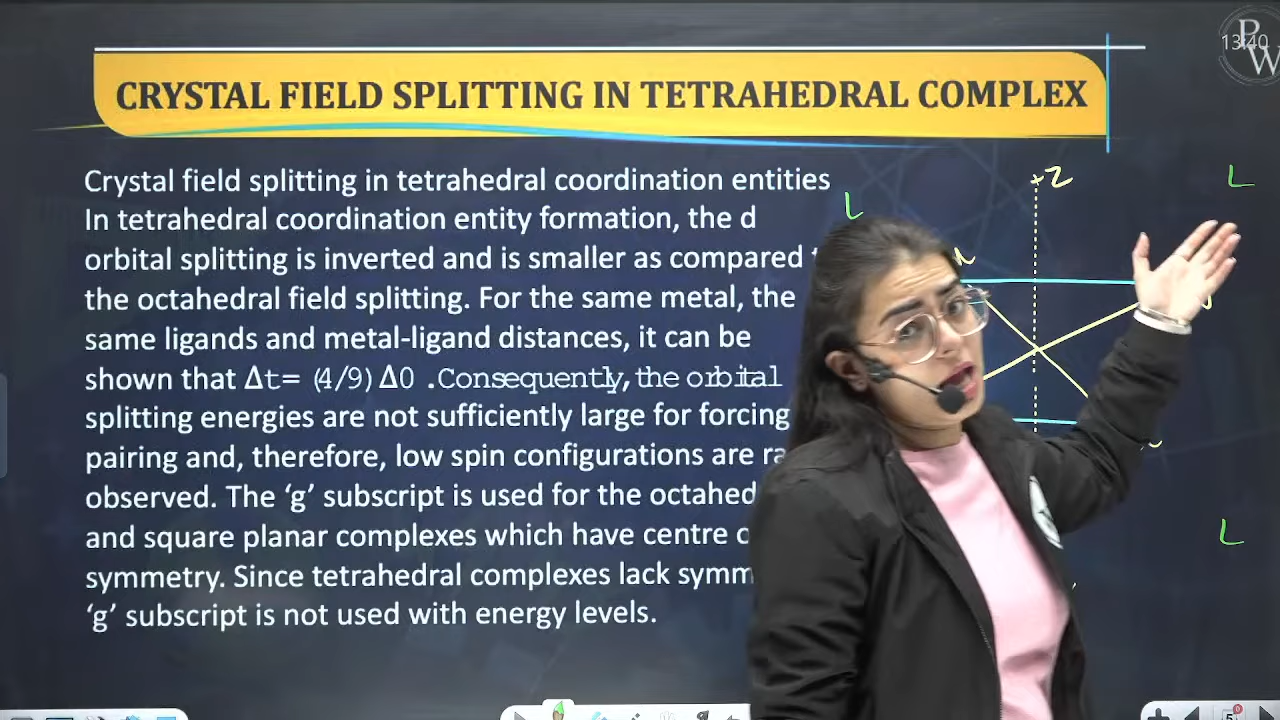 P
W
13:40
CRYSTAL FIELD SPLITTING IN TETRAHEDRAL COMPLEX
Crystal field splitting in tetrahedral coordination entities
In tetrahedral coordination entity formation, the d
orbital splitting is inverted and is smaller as compared
the octahedral field splitting. For the same metal, the
same ligands and metal-ligand distances, it can be
shown that Δt= (4/9) Δ0 .Consequently, the orbital
splitting energies are not sufficiently large for forcing
pairing and, therefore, low spin configurations are
observed. The ‘g’ subscript is used for the
and square planar complexes which have centre
symmetry. Since tetrahedral complexes lack
‘g’ subscript is not used with energy levels.
+Z
L
L
L
5